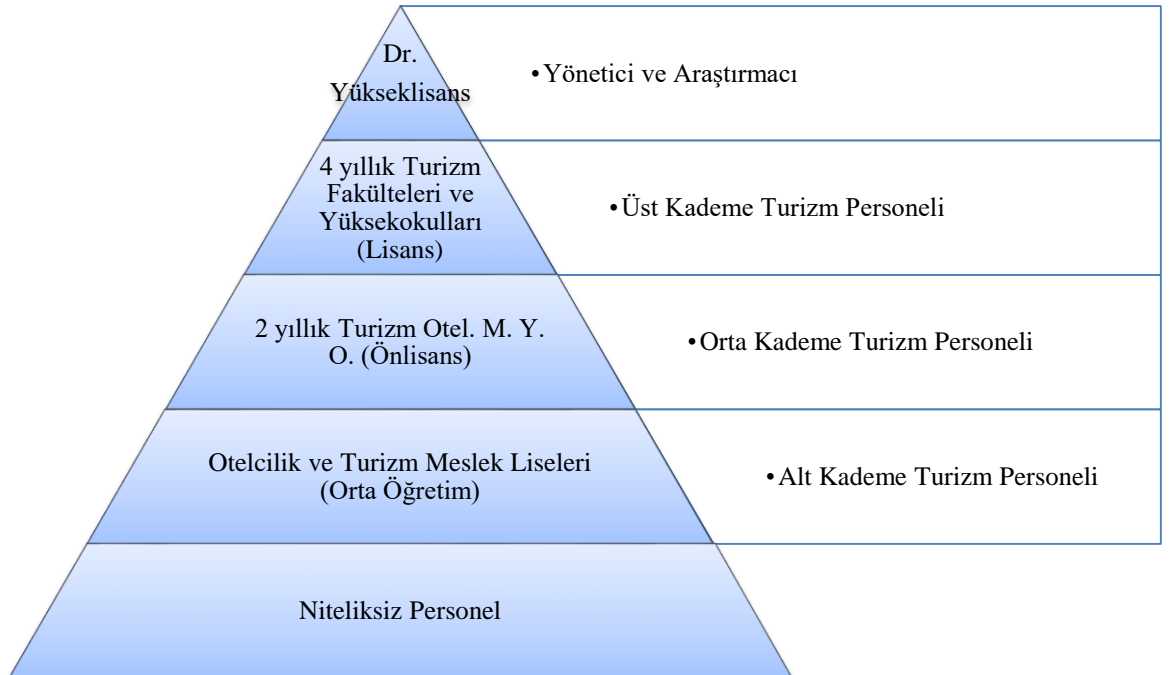 Dr.
Yükseklisans
•Yönetici ve Araştırmacı
4 yıllık Turizm
Fakülteleri ve
Yüksekokulları
(Lisans)
•Üst Kademe Turizm Personeli
2 yıllık Turizm Otel. M. Y.
O. (Önlisans)
•Orta Kademe Turizm Personeli
Otelcilik ve Turizm Meslek Liseleri
(Orta Öğretim)
•Alt Kademe Turizm Personeli
Niteliksiz Personel